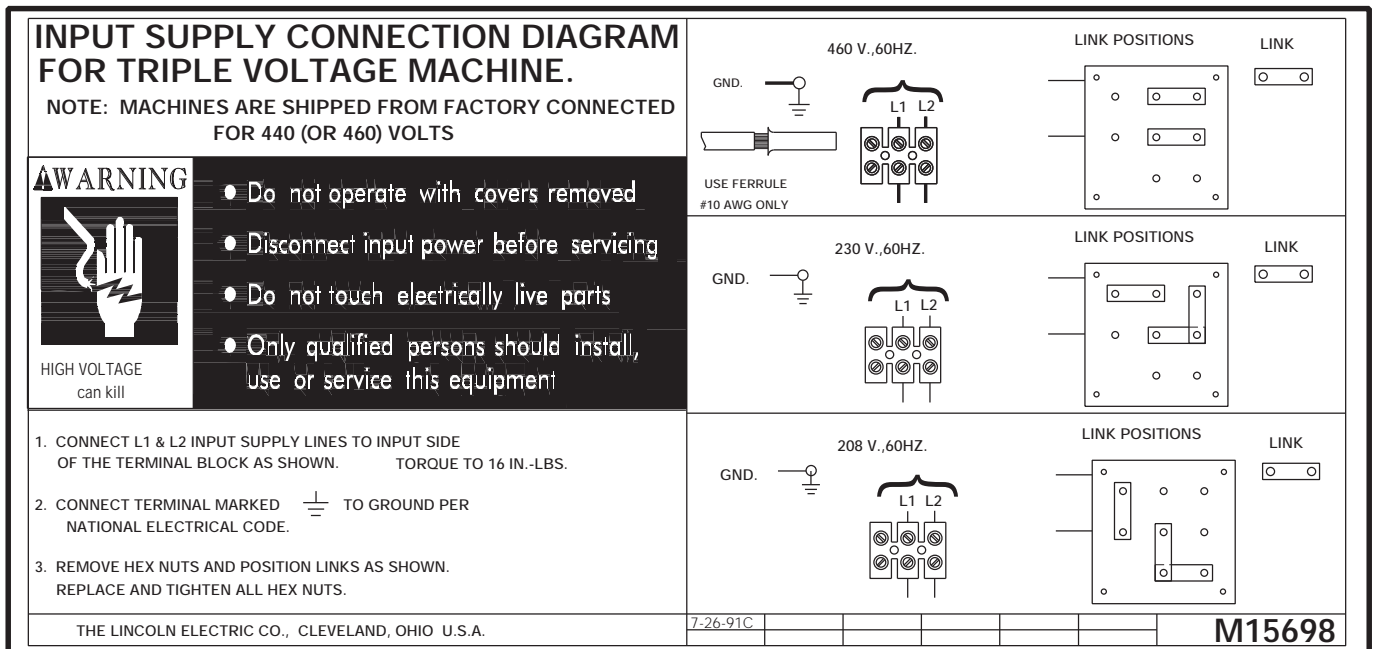 INPUT SUPPLY CONNECTION DIAGRAM
FOR TRIPLE VOLTAGE MACHINE.
NOTE: MACHINES ARE SHIPPED FROM FACTORY CONNECTED
FOR 440 (OR 460) VOLTS
WARNING
HIGH VOLTAGE
can kill
● Do not operate with covers removed
● Disconnect input power before servicing
● Do not touch electrically live parts
● Only qualified persons should install,
use or service this equipment
1. CONNECT L1 & L2 INPUT SUPPLY LINES TO INPUT SIDE
OF THE TERMINAL BLOCK AS SHOWN. TORQUE TO 16 IN.-LBS.
2. CONNECT TERMINAL MARKED TO GROUND PER
NATIONAL ELECTRICAL CODE.
3. REMOVE HEX NUTS AND POSITION LINKS AS SHOWN.
REPLACE AND TIGHTEN ALL HEX NUTS.
THE LINCOLN ELECTRIC CO., CLEVELAND, OHIO U.S.A.
460 V.,60HZ.
LINK POSITIONS
LINK
GND.
L1 L2
USE FERRULE
#10 AWG ONLY
230 V.,60HZ.
LINK POSITIONS
LINK
GND.
L1 L2
208 V.,60HZ.
LINK POSITIONS
LINK
GND.
L1 L2
7-26-91C
M15698